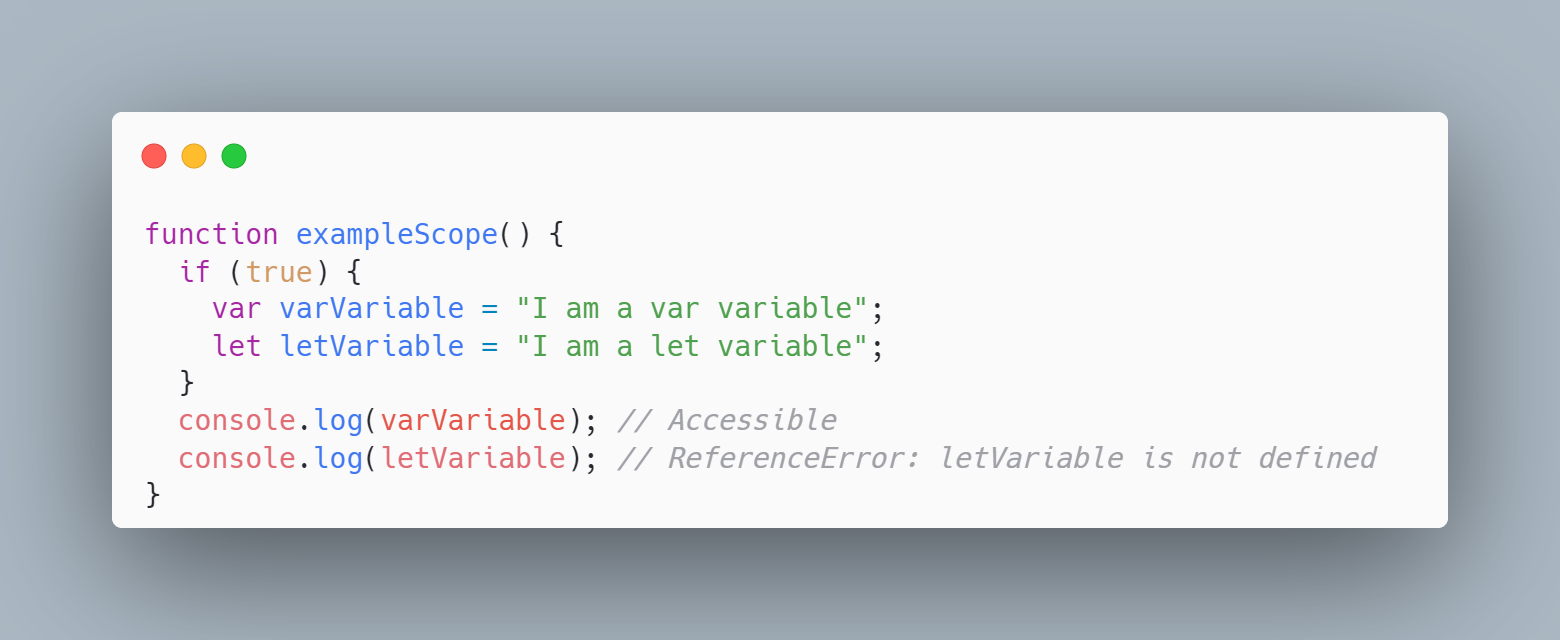 function exampleScope() {
  if (true) {
    var varVariable = "I am a var variable";
    let letVariable = "I am a let variable";
  }
  console.log(varVariable); // Accessible
  console.log(letVariable); // ReferenceError: letVariable is not defined
}